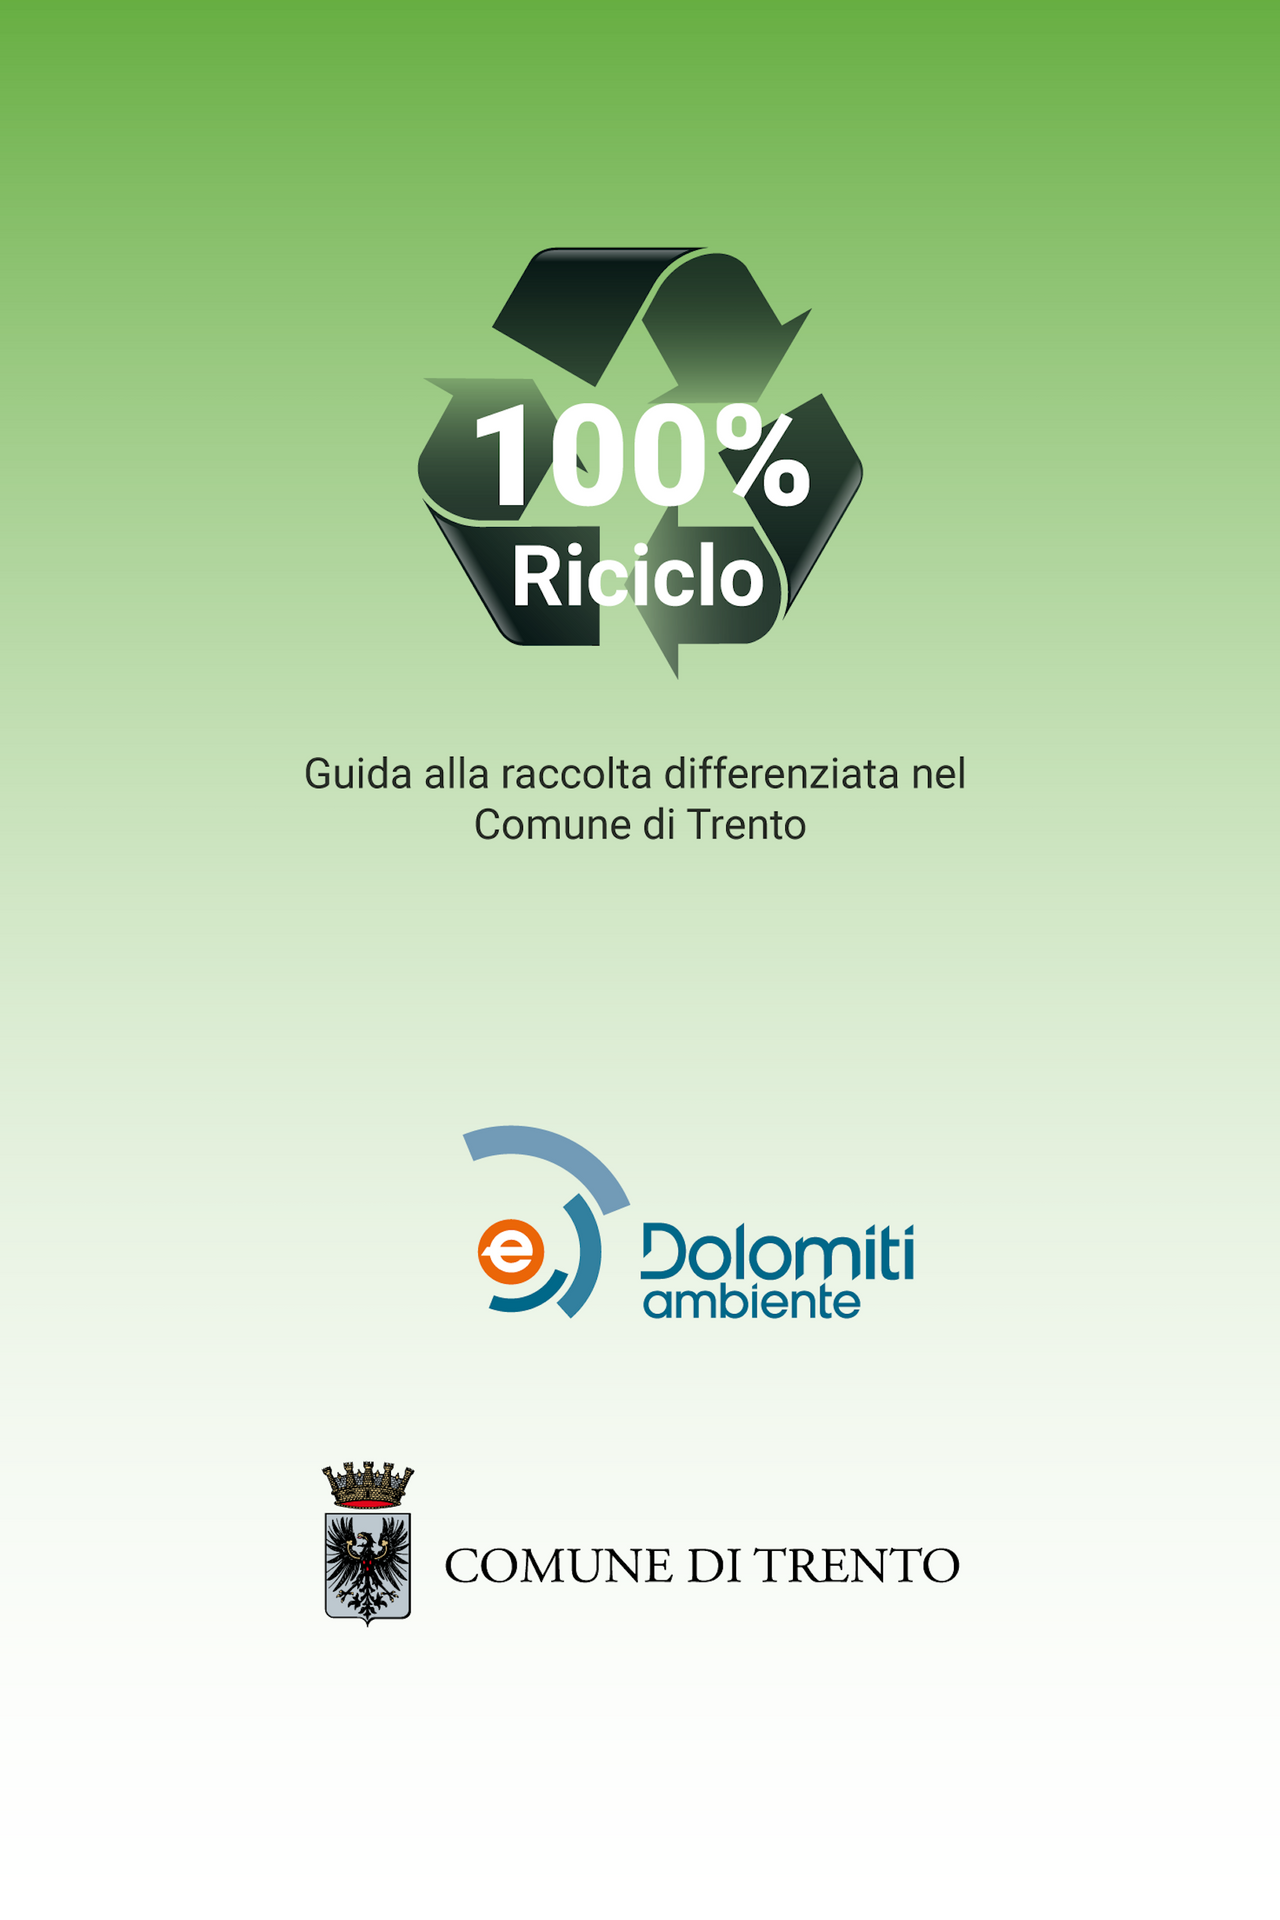 100%
Riciclo
Guida alla raccolta differenziata nel
Comune di Trento
e Dolomiti
ambiente
COMUNE DI TRENTO